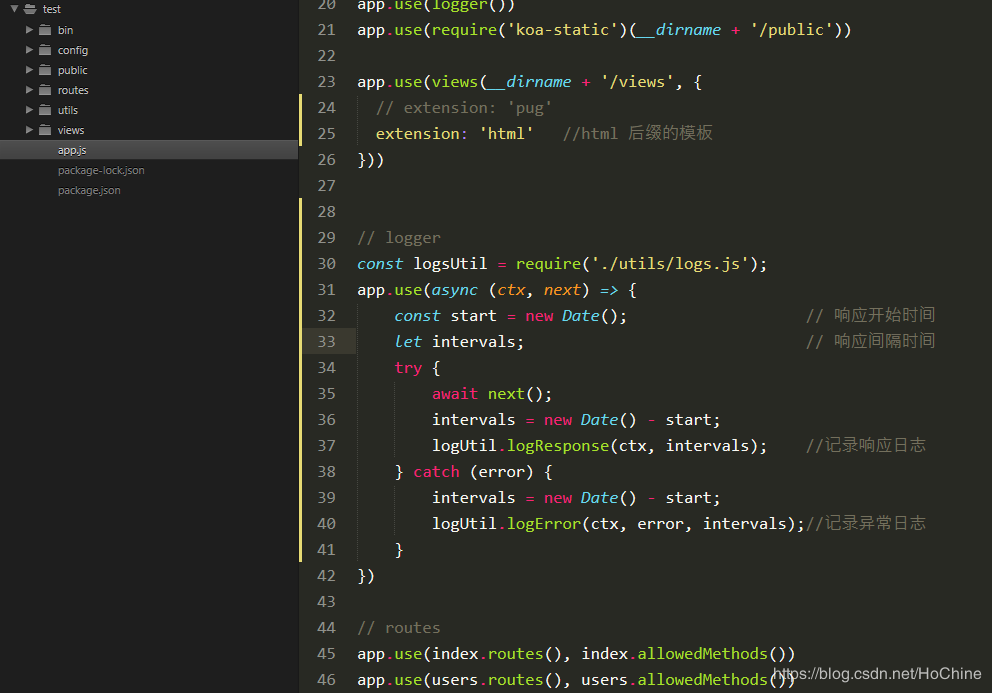 test
bin
config
public
routes
utils
views
app.js
package-lock.json
package.json
20 app.use(logger())
21 app.use(require('koa-static')(__dirname + '/public'))
22
23 app.use(views(__dirname + '/views', {
24   // extension: 'pug'
25   extension: 'html'   //html 后缀的模板
26 }))
27
28
29 // logger
30 const logsUtil = require('./utils/logs.js');
31 app.use(async (ctx, next) => {
32     const start = new Date();                    // 响应开始时间
33     let intervals;                               // 响应间隔时间
34     try {
35         await next();
36         intervals = new Date() - start;
37         logUtil.logResponse(ctx, intervals);    //记录响应日志
38     } catch (error) {
39         intervals = new Date() - start;
40         logUtil.logError(ctx, error, intervals);//记录异常日志
41     }
42 })
43
44 // routes
45 app.use(index.routes(), index.allowedMethods())
46 app.use(users.routes(), users.allowedMethods())
https://blog.csdn.net/HoChine